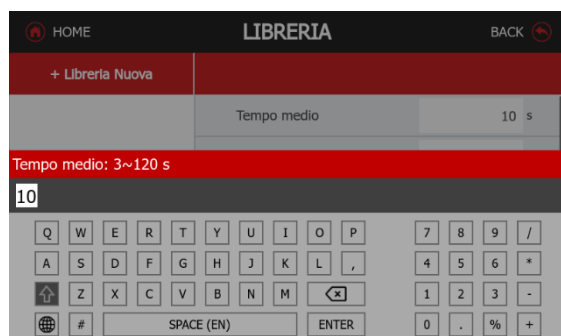 HOME LIBRERIA BACK
+ Libreria Nuova
Tempo medio 10 s
Tempo medio: 3~120 s
10
Q W E R T Y U I O P 7 8 9 /
A S D F G H J K L , 4 5 6 *
Z X C V B N M 1 2 3 -
# SPACE (EN) ENTER 0 . % +